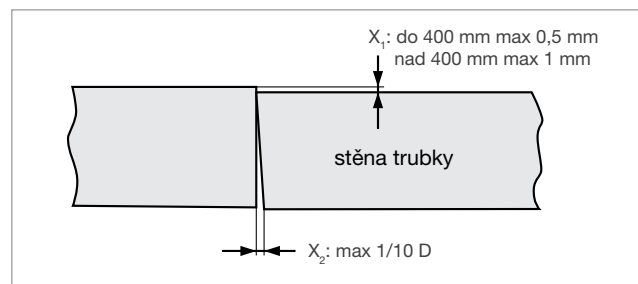 X₁: do 400 mm max 0,5 mm
nad 400 mm max 1 mm
stěna trubky
X₂: max 1/10 D